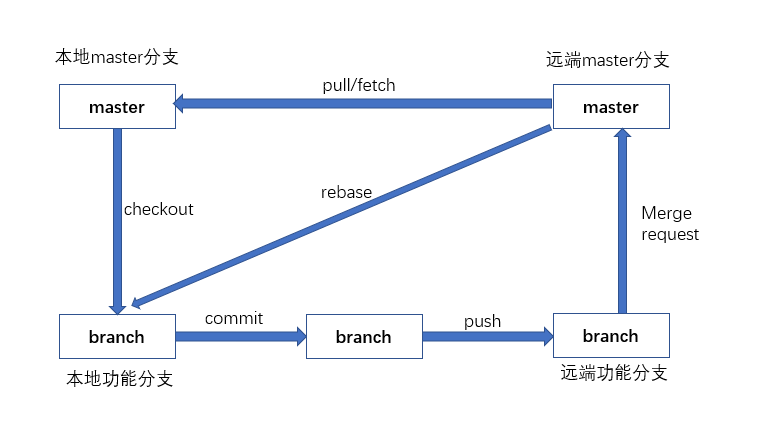 本地master分支
远端master分支
pull/fetch
master
master
rebase
checkout
Merge
request
commit
push
branch
branch
branch
本地功能分支
远端功能分支